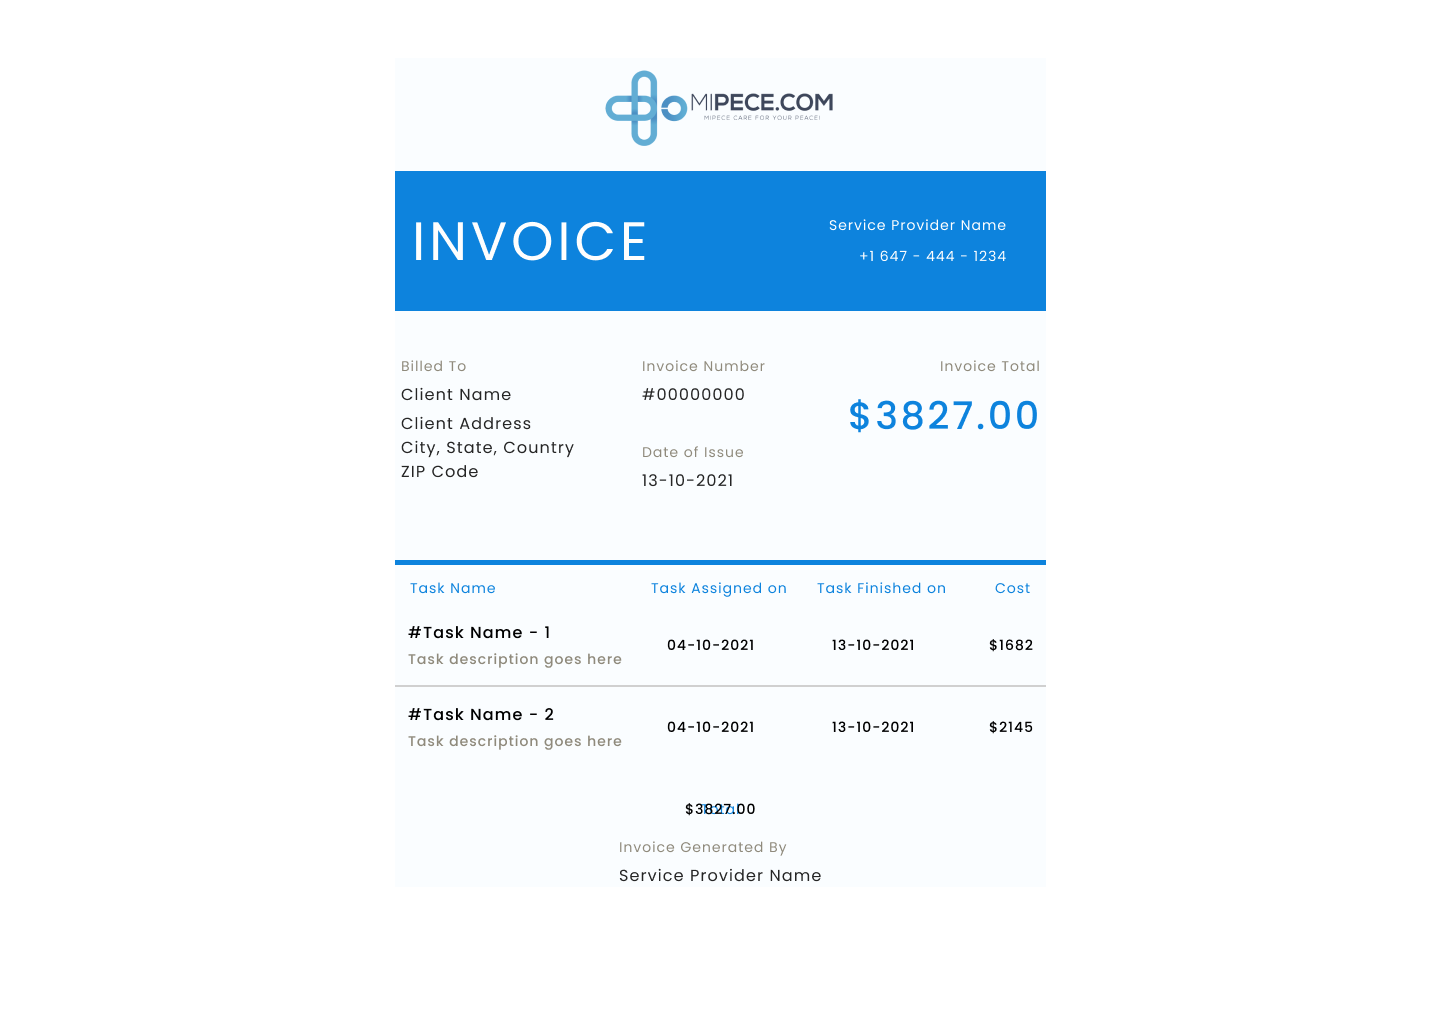 MIPECE.COM
MIPECE CARE FOR YOUR PEACE!
INVOICE
Service Provider Name
+1 647 - 444 - 1234
Billed To
Client Name
Client Address
City, State, Country
ZIP Code
Invoice Number
#00000000
Date of Issue
13-10-2021
Invoice Total
$3827.00
Task Name Task Assigned on Task Finished on Cost
#Task Name - 1
Task description goes here
04-10-2021 13-10-2021 $1682
#Task Name - 2
Task description goes here
04-10-2021 13-10-2021 $2145
Total
$3827.00
Invoice Generated By
Service Provider Name